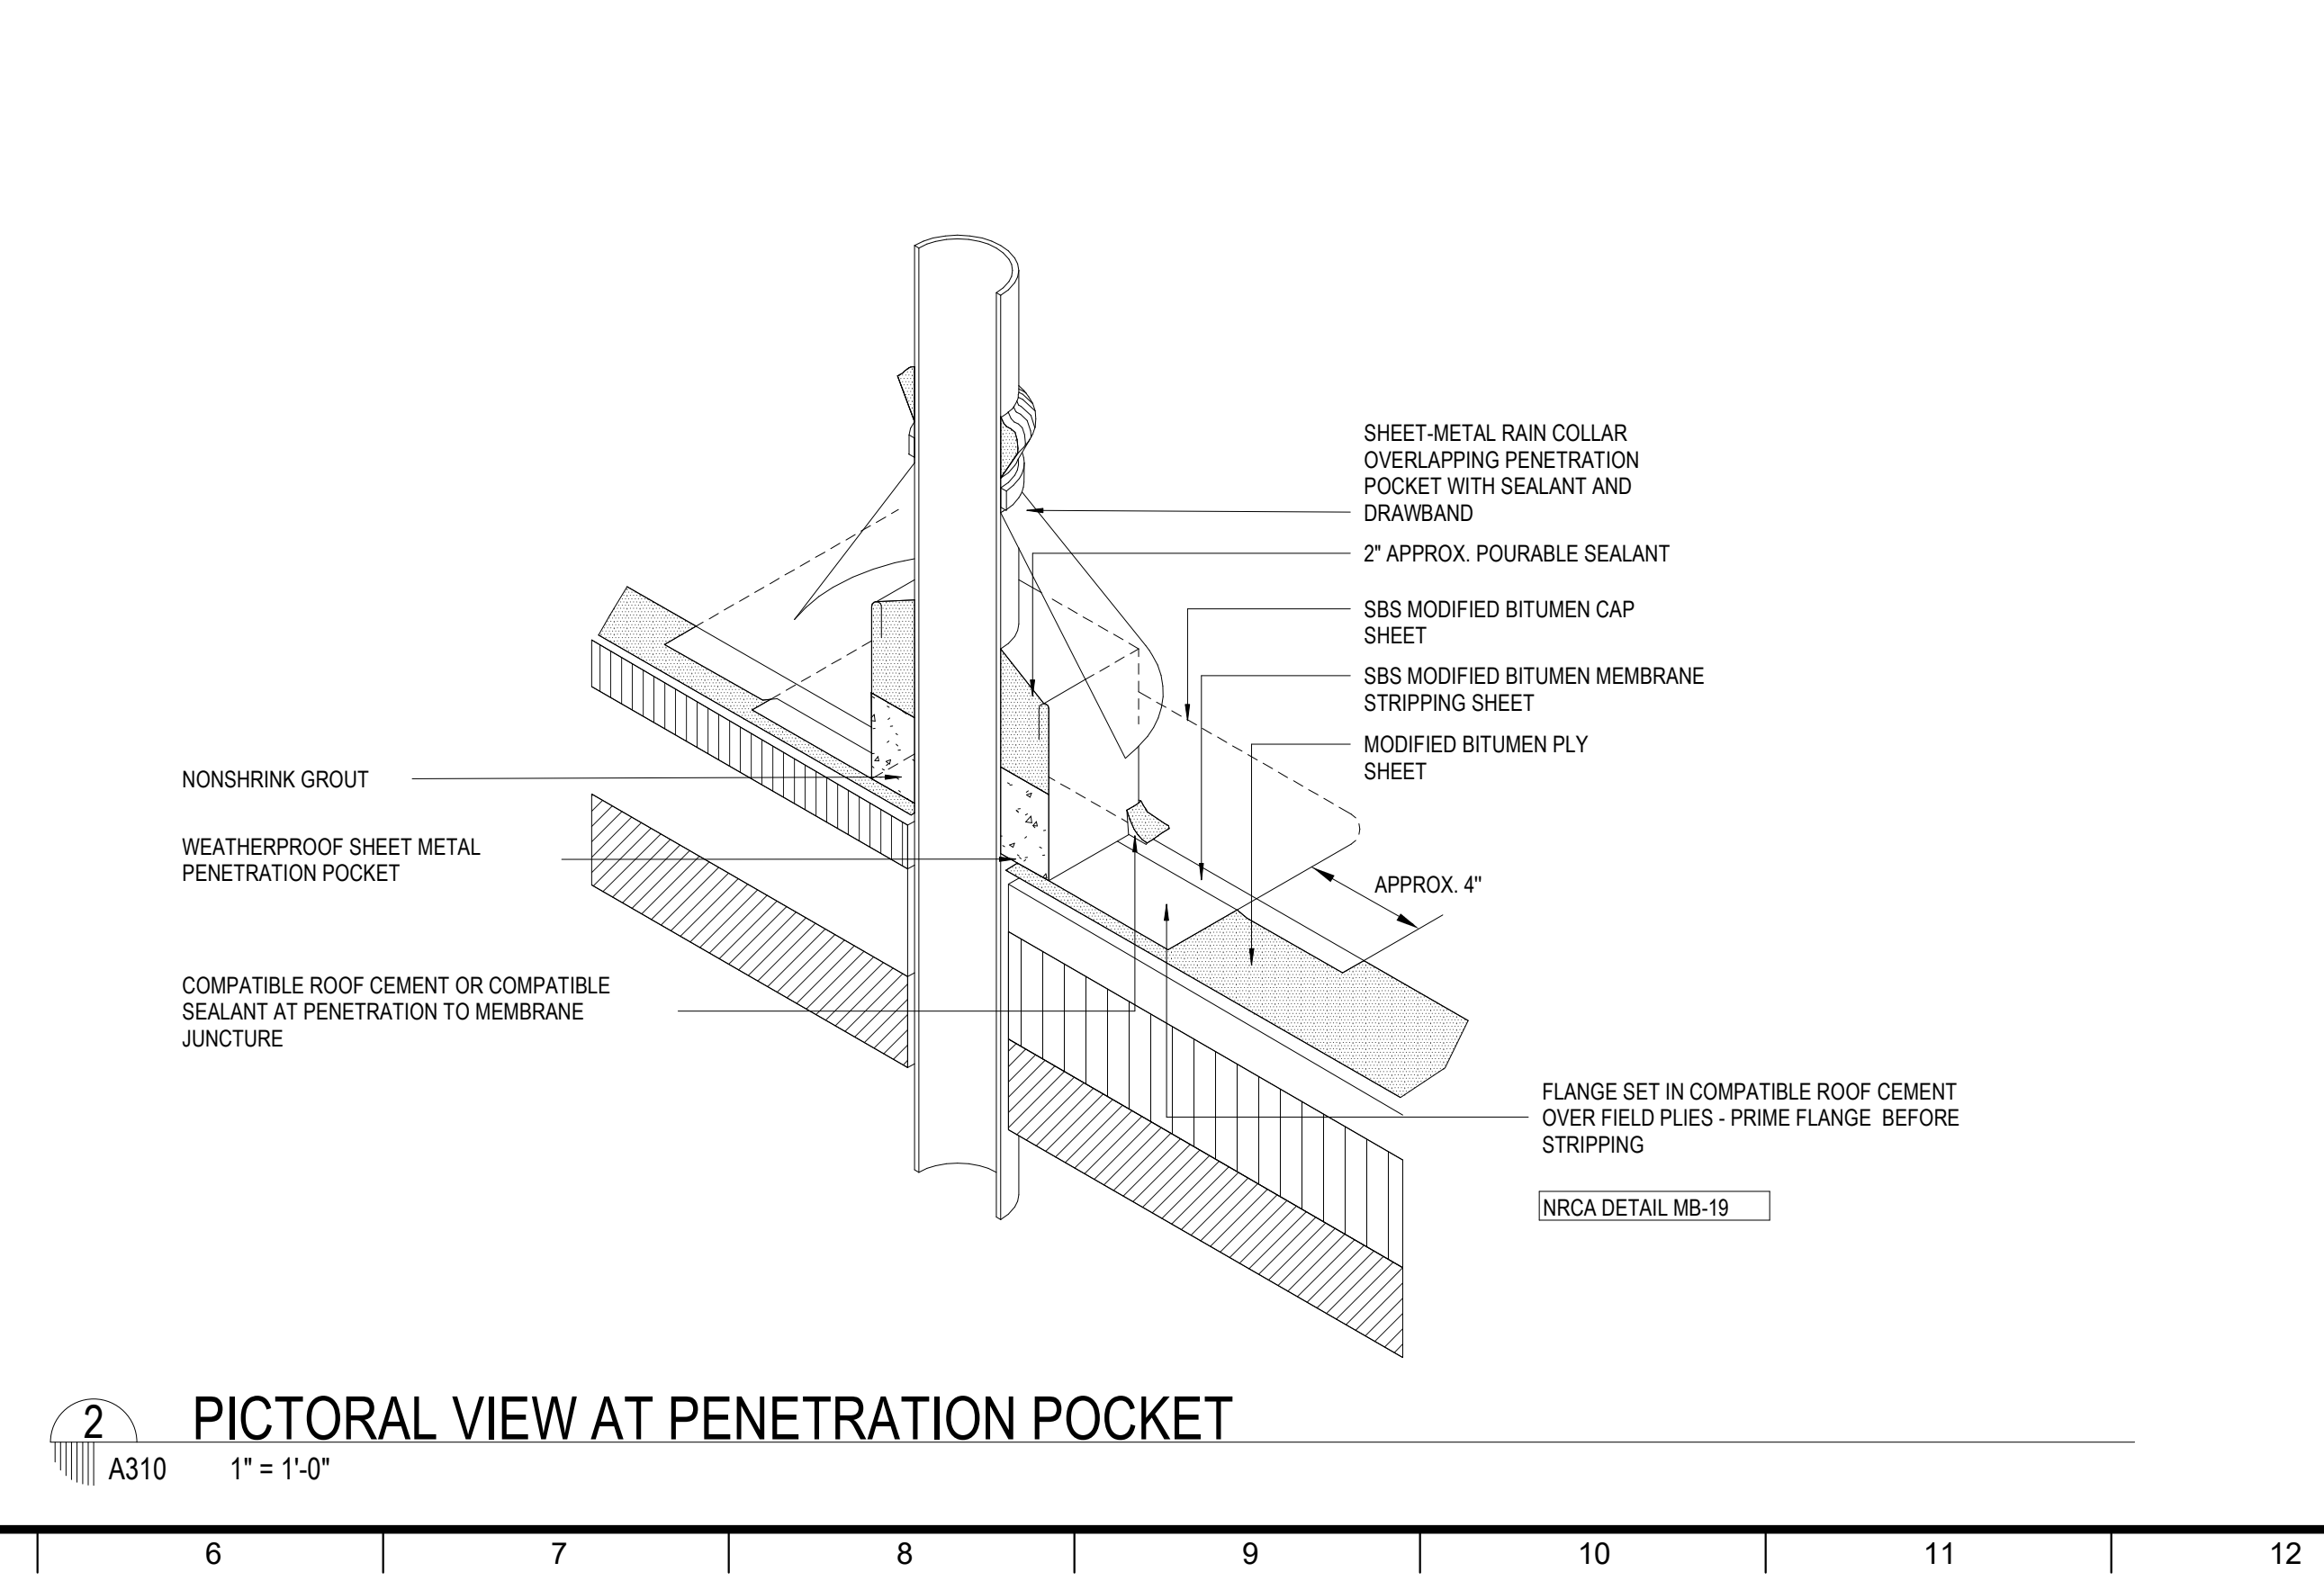 SHEET-METAL RAIN COLLAR
OVERLAPPING PENETRATION
POCKET WITH SEALANT AND
DRAWBAND
2" APPROX. POURABLE SEALANT
SBS MODIFIED BITUMEN CAP
SHEET
SBS MODIFIED BITUMEN MEMBRANE
STRIPPING SHEET
MODIFIED BITUMEN PLY
SHEET
APPROX. 4"
NONSHRINK GROUT
WEATHERPROOF SHEET METAL
PENETRATION POCKET
COMPATIBLE ROOF CEMENT OR COMPATIBLE
SEALANT AT PENETRATION TO MEMBRANE
JUNCTURE
FLANGE SET IN COMPATIBLE ROOF CEMENT
OVER FIELD PLIES - PRIME FLANGE BEFORE
STRIPPING
NRCA DETAIL MB-19
2 PICTORAL VIEW AT PENETRATION POCKET
A310 1" = 1'-0"
6 7 8 9 10 11 12